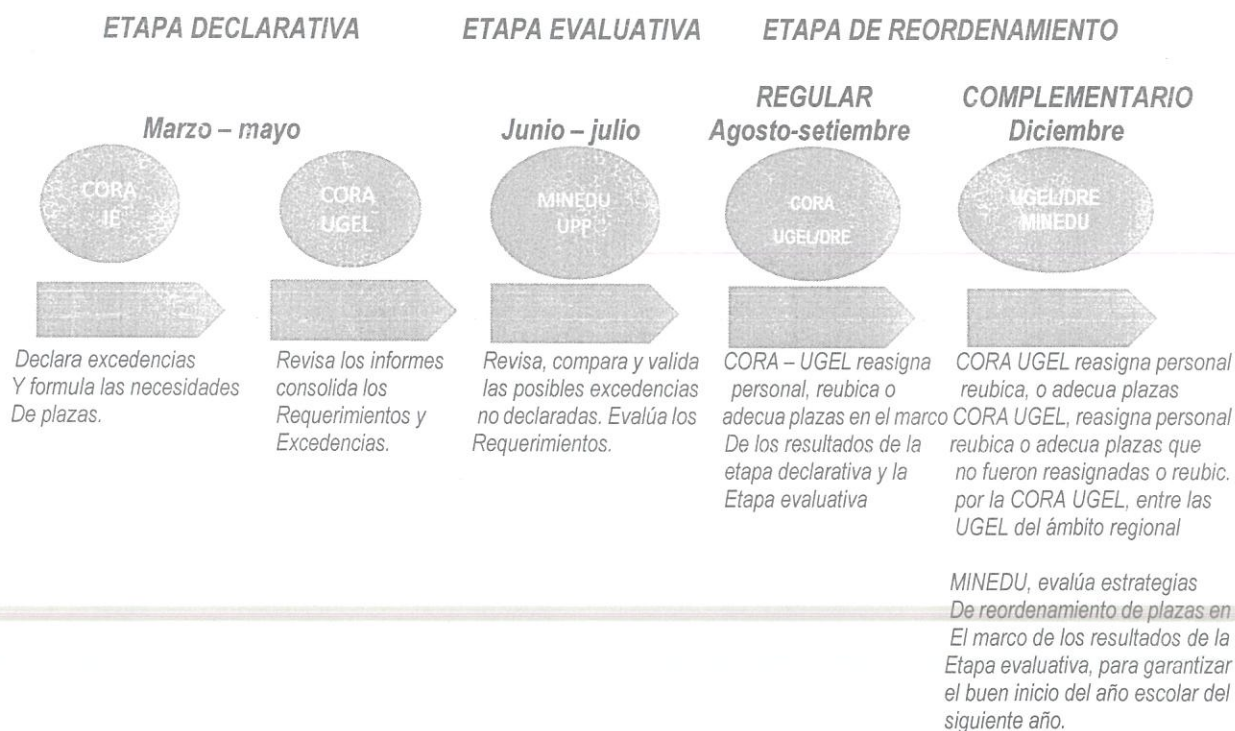 ETAPA DECLARATIVA
ETAPA EVALUATIVA
ETAPA DE REORDENAMIENTO
Marzo – mayo
Junio – julio
REGULAR
Agosto-setiembre
COMPLEMENTARIO
Diciembre
CORA
IE
CORA
UGEL
MINEDU
UPP
CORA
UGEL/DRE
UGEL/DRE
MINEDU
Declara excedencias
Y formula las necesidades
De plazas.
Revisa los informes
consolida los
Requerimientos y
Excedencias.
Revisa, compara y valida
las posibles excedencias
no declaradas. Evalúa los
Requerimientos.
CORA – UGEL reasigna
personal, reubica o
adecua plazas en el marco
De los resultados de la
etapa declarativa y la
Etapa evaluativa
CORA UGEL reasigna personal
reubica, o adecua plazas
CORA UGEL, reasigna personal
reubica o adecua plazas que
no fueron reasignadas o reubic.
por la CORA UGEL, entre las
UGEL del ámbito regional
MINEDU, evalúa estrategias
De reordenamiento de plazas en
El marco de los resultados de la
Etapa evaluativa, para garantizar
el buen inicio del año escolar del
siguiente año.